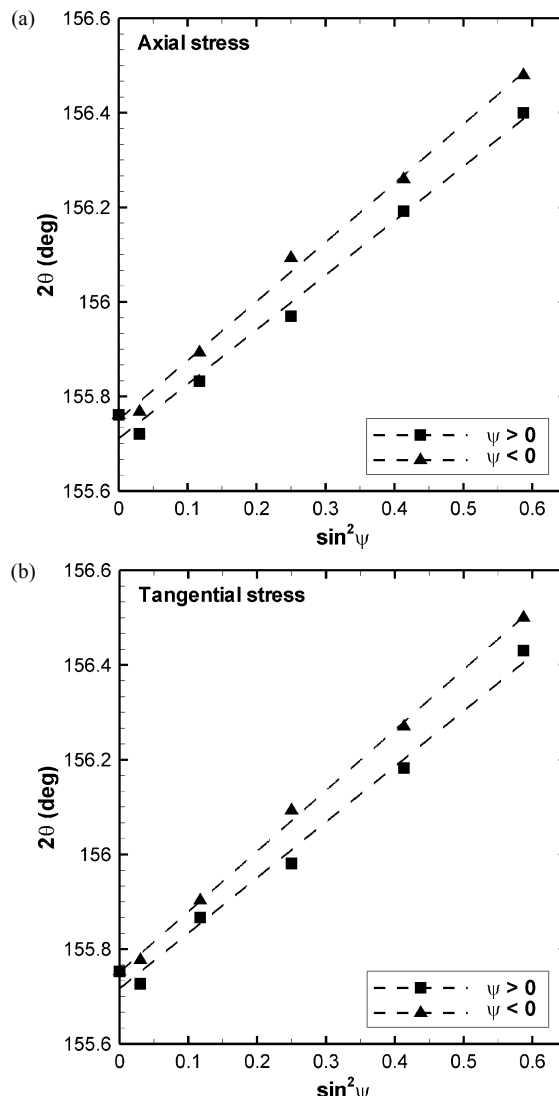 (a)
156.6
156.4
156.2
156
155.8
155.6
2θ (deg)
Axial stress
ψ > 0
ψ < 0
0 0.1 0.2 0.3 0.4 0.5 0.6
sin²ψ
(b)
156.6
156.4
156.2
156
155.8
155.6
2θ (deg)
Tangential stress
ψ > 0
ψ < 0
0 0.1 0.2 0.3 0.4 0.5 0.6
sin²ψ